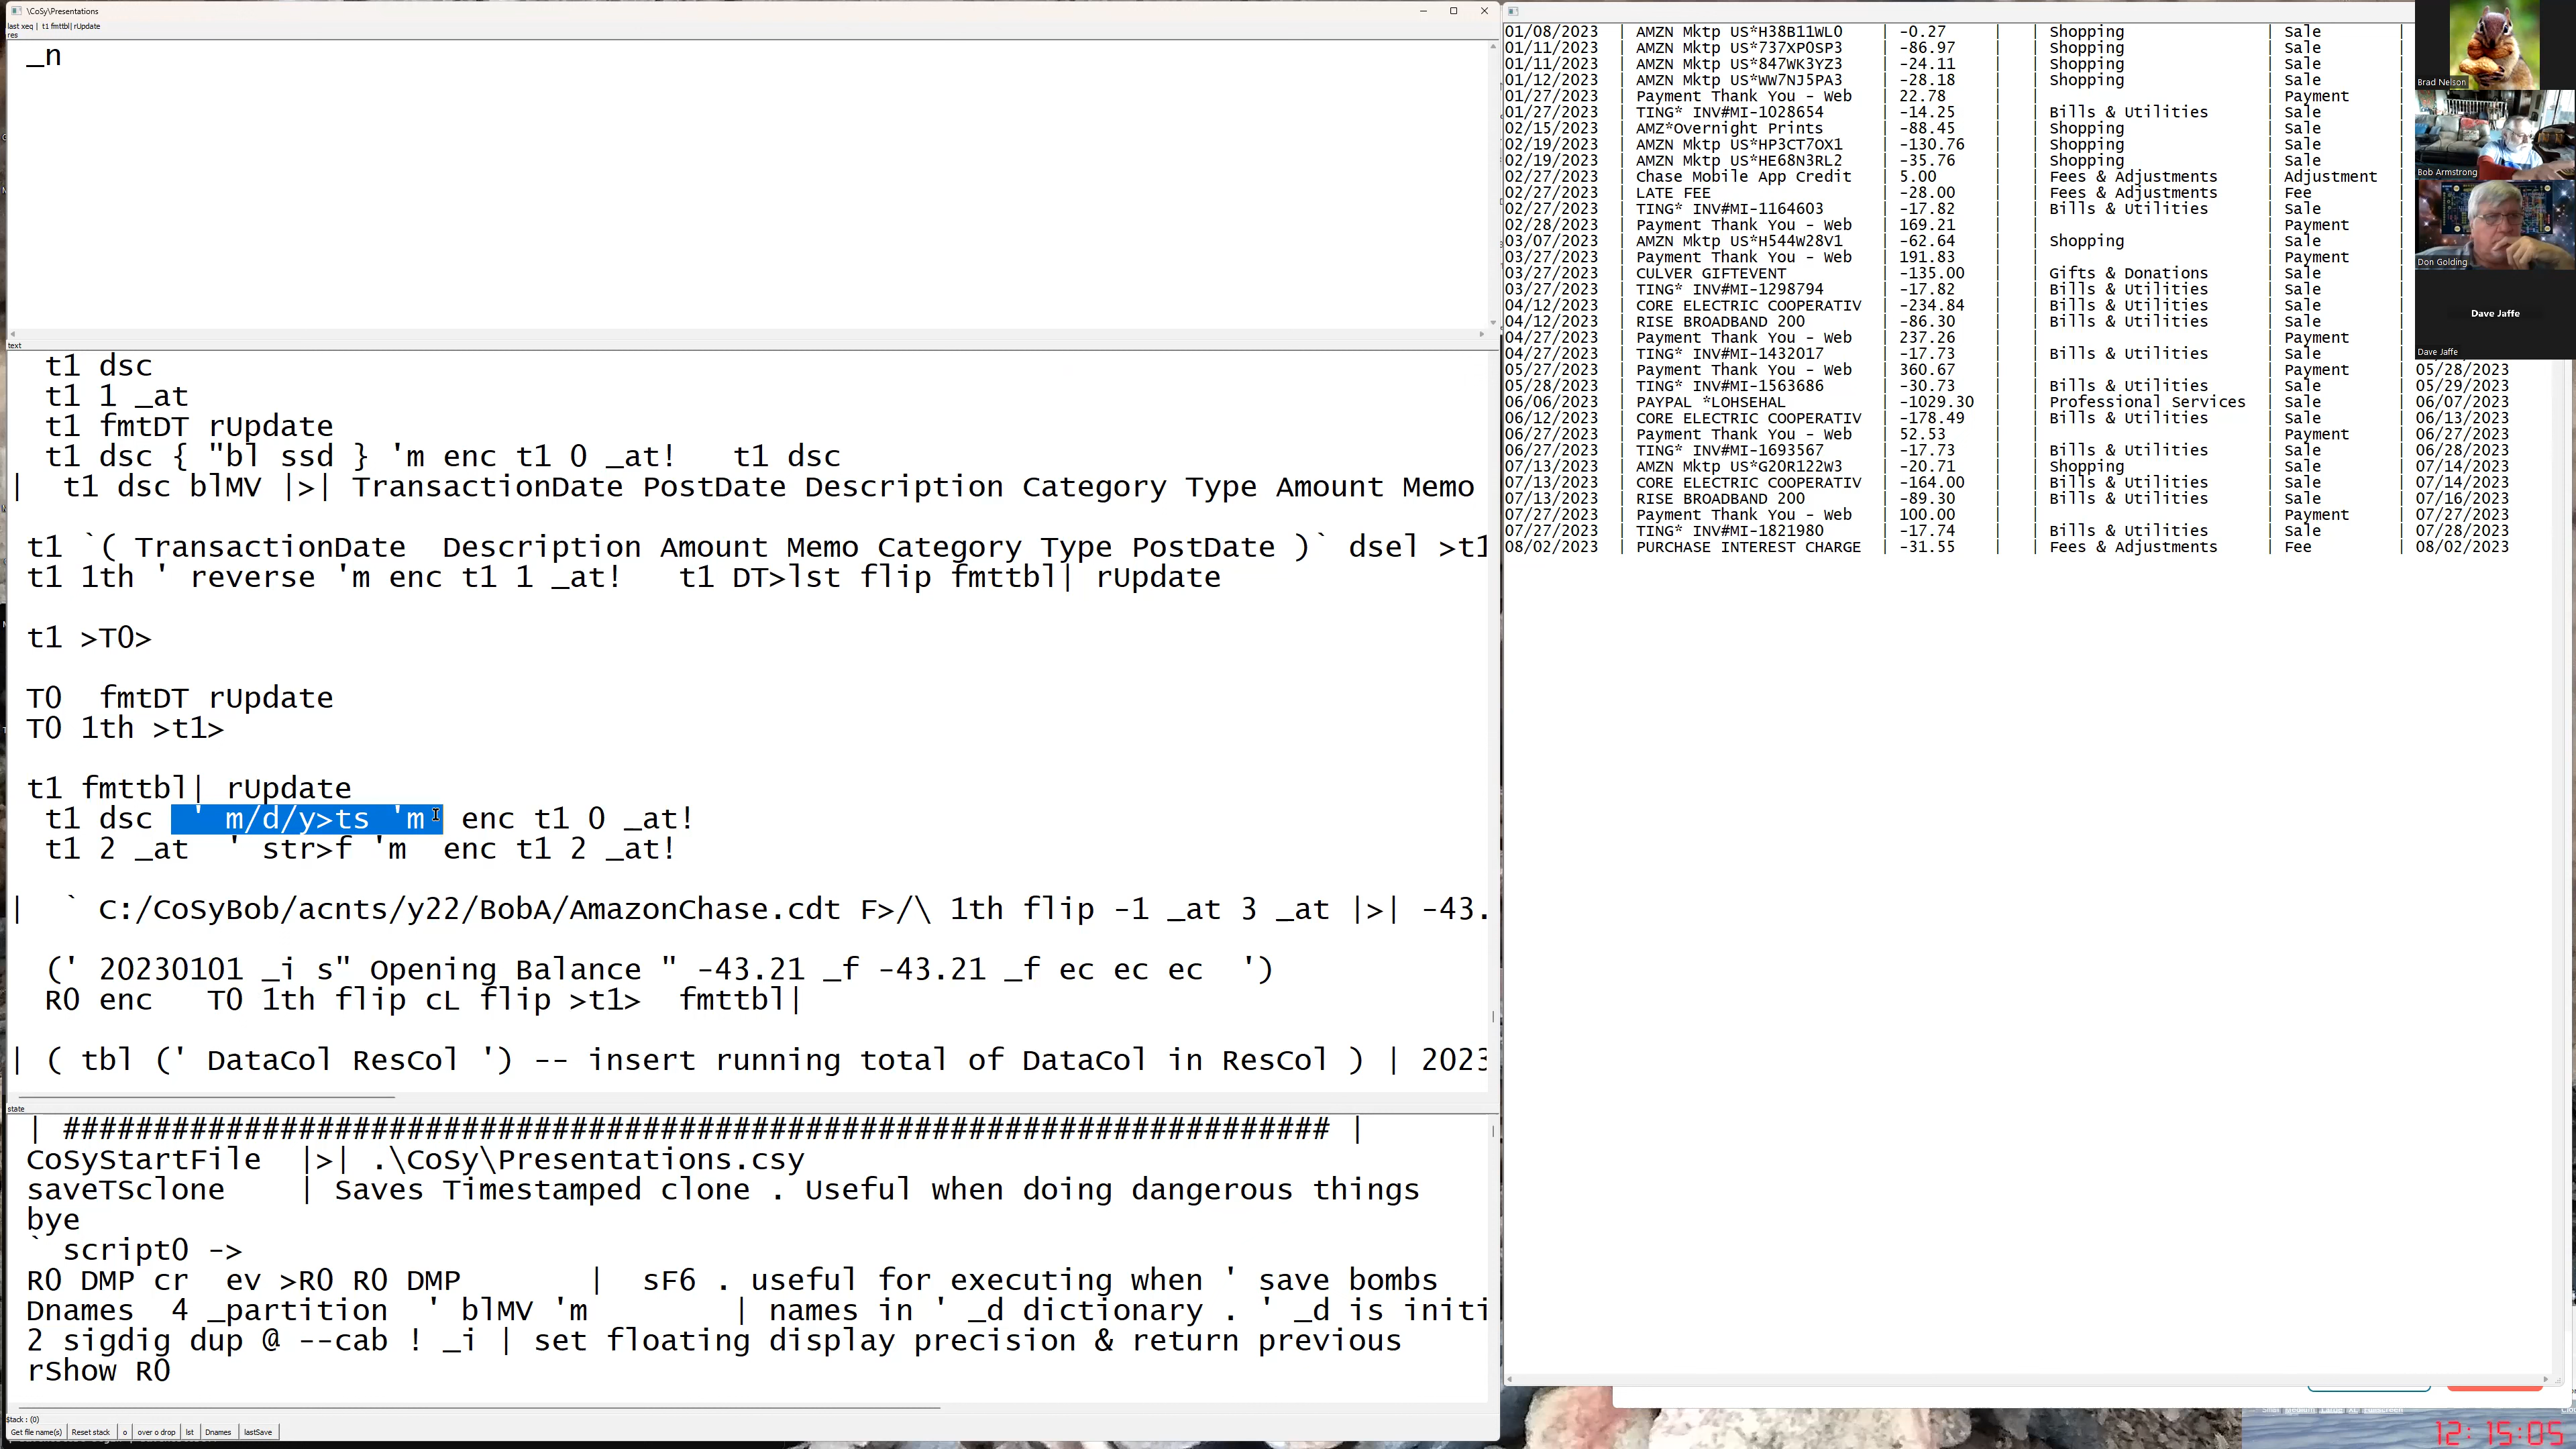 \CoSy\Presentations
last xeq | t1 fmttbl| rUpdate
res
_n
text
t1 dsc
t1 1 _at
t1 fmtDT rUpdate
t1 dsc { "bl ssd } 'm enc t1 0 _at!   t1 dsc
|  t1 dsc blMV |>| TransactionDate PostDate Description Category Type Amount Memo
t1 `( TransactionDate  Description Amount Memo Category Type PostDate )` dsel >t1
t1 1th ' reverse 'm enc t1 1 _at!   t1 DT>lst flip fmttbl| rUpdate
t1 >T0>
T0  fmtDT rUpdate
T0 1th >t1>
t1 fmttbl| rUpdate
t1 dsc  ' m/d/y>ts 'm  enc t1 0 _at!
t1 2 _at  ' str>f 'm  enc t1 2 _at!
|  ` C:/CoSyBob/acnts/y22/BobA/AmazonChase.cdt F>/\ 1th flip -1 _at 3 _at |>| -43.
(' 20230101 _i s" Opening Balance " -43.21 _f -43.21 _f ec ec ec  ')
R0 enc   T0 1th flip cL flip >t1>  fmttbl|
| ( tbl (' DataCol ResCol ') -- insert running total of DataCol in ResCol ) | 2023
state
| ###################################################################### |
CoSyStartFile  |>| .\CoSy\Presentations.csy
saveTSclone    | Saves Timestamped clone . Useful when doing dangerous things
bye
` script0 ->
R0 DMP cr  ev >R0 R0 DMP       |  sF6 . useful for executing when ' save bombs
Dnames  4 _partition  ' blMV 'm        | names in ' _d dictionary . ' _d is initi
2 sigdig dup @ --cab ! _i | set floating display precision & return previous
rShow R0
$tack : (0)
Get file name(s) Reset stack o over o drop lst Dnames lastSave
01/08/2023 | AMZN Mktp US*H38B11WL0 | -0.27 | | Shopping | Sale
01/11/2023 | AMZN Mktp US*737XP0SP3 | -86.97 | | Shopping | Sale
01/11/2023 | AMZN Mktp US*847WK3YZ3 | -24.11 | | Shopping | Sale
01/12/2023 | AMZN Mktp US*WW7NJ5PA3 | -28.18 | | Shopping | Sale
01/27/2023 | Payment Thank You - Web | 22.78 | | | Payment
01/27/2023 | TING* INV#MI-1028654 | -14.25 | | Bills & Utilities | Sale
02/15/2023 | AMZ*Overnight Prints | -88.45 | | Shopping | Sale
02/19/2023 | AMZN Mktp US*HP3CT7OX1 | -130.76 | | Shopping | Sale
02/19/2023 | AMZN Mktp US*HE68N3RL2 | -35.76 | | Shopping | Sale
02/27/2023 | Chase Mobile App Credit | 5.00 | | Fees & Adjustments | Adjustment
02/27/2023 | LATE FEE | -28.00 | | Fees & Adjustments | Fee
02/27/2023 | TING* INV#MI-1164603 | -17.82 | | Bills & Utilities | Sale
02/28/2023 | Payment Thank You - Web | 169.21 | | | Payment
03/07/2023 | AMZN Mktp US*H544W28V1 | -62.64 | | Shopping | Sale
03/27/2023 | Payment Thank You - Web | 191.83 | | | Payment
03/27/2023 | CULVER GIFTEVENT | -135.00 | | Gifts & Donations | Sale
03/27/2023 | TING* INV#MI-1298794 | -17.82 | | Bills & Utilities | Sale
04/12/2023 | CORE ELECTRIC COOPERATIV | -234.84 | | Bills & Utilities | Sale
04/12/2023 | RISE BROADBAND 200 | -86.30 | | Bills & Utilities | Sale
04/27/2023 | Payment Thank You - Web | 237.26 | | | Payment
04/27/2023 | TING* INV#MI-1432017 | -17.73 | | Bills & Utilities | Sale
05/27/2023 | Payment Thank You - Web | 360.67 | | | Payment | 05/28/2023
05/28/2023 | TING* INV#MI-1563686 | -30.73 | | Bills & Utilities | Sale | 05/29/2023
06/06/2023 | PAYPAL *LOHSEHAL | -1029.30 | | Professional Services | Sale | 06/07/2023
06/12/2023 | CORE ELECTRIC COOPERATIV | -178.49 | | Bills & Utilities | Sale | 06/13/2023
06/27/2023 | Payment Thank You - Web | 52.53 | | | Payment | 06/27/2023
06/27/2023 | TING* INV#MI-1693567 | -17.73 | | Bills & Utilities | Sale | 06/28/2023
07/13/2023 | AMZN Mktp US*G20R122W3 | -20.71 | | Shopping | Sale | 07/14/2023
07/13/2023 | CORE ELECTRIC COOPERATIV | -164.00 | | Bills & Utilities | Sale | 07/14/2023
07/13/2023 | RISE BROADBAND 200 | -89.30 | | Bills & Utilities | Sale | 07/16/2023
07/27/2023 | Payment Thank You - Web | 100.00 | | | Payment | 07/27/2023
07/27/2023 | TING* INV#MI-1821980 | -17.74 | | Bills & Utilities | Sale | 07/28/2023
08/02/2023 | PURCHASE INTEREST CHARGE | -31.55 | | Fees & Adjustments | Fee | 08/02/2023
Brad Nelson
Bob Armstrong
Don Golding
Dave Jaffe
Dave Jaffe
12:15:05